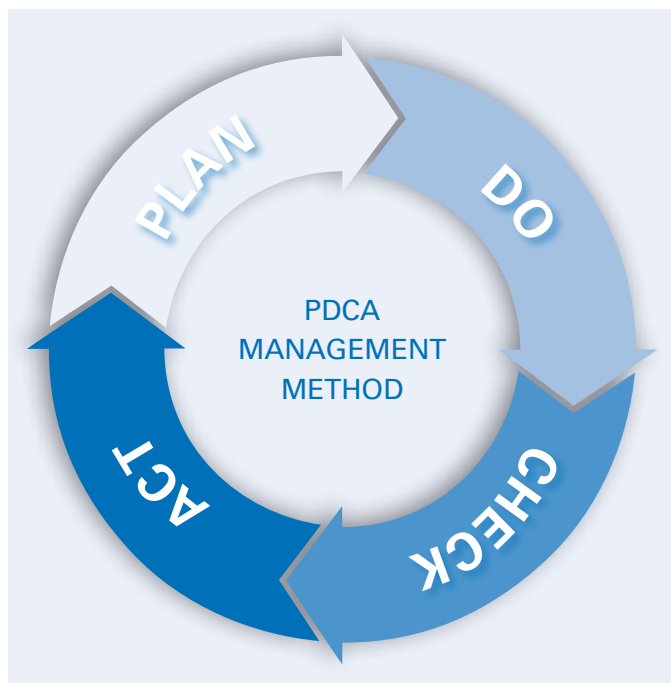 PLAN
DO
CHECK
ACT
PDCA
MANAGEMENT
METHOD